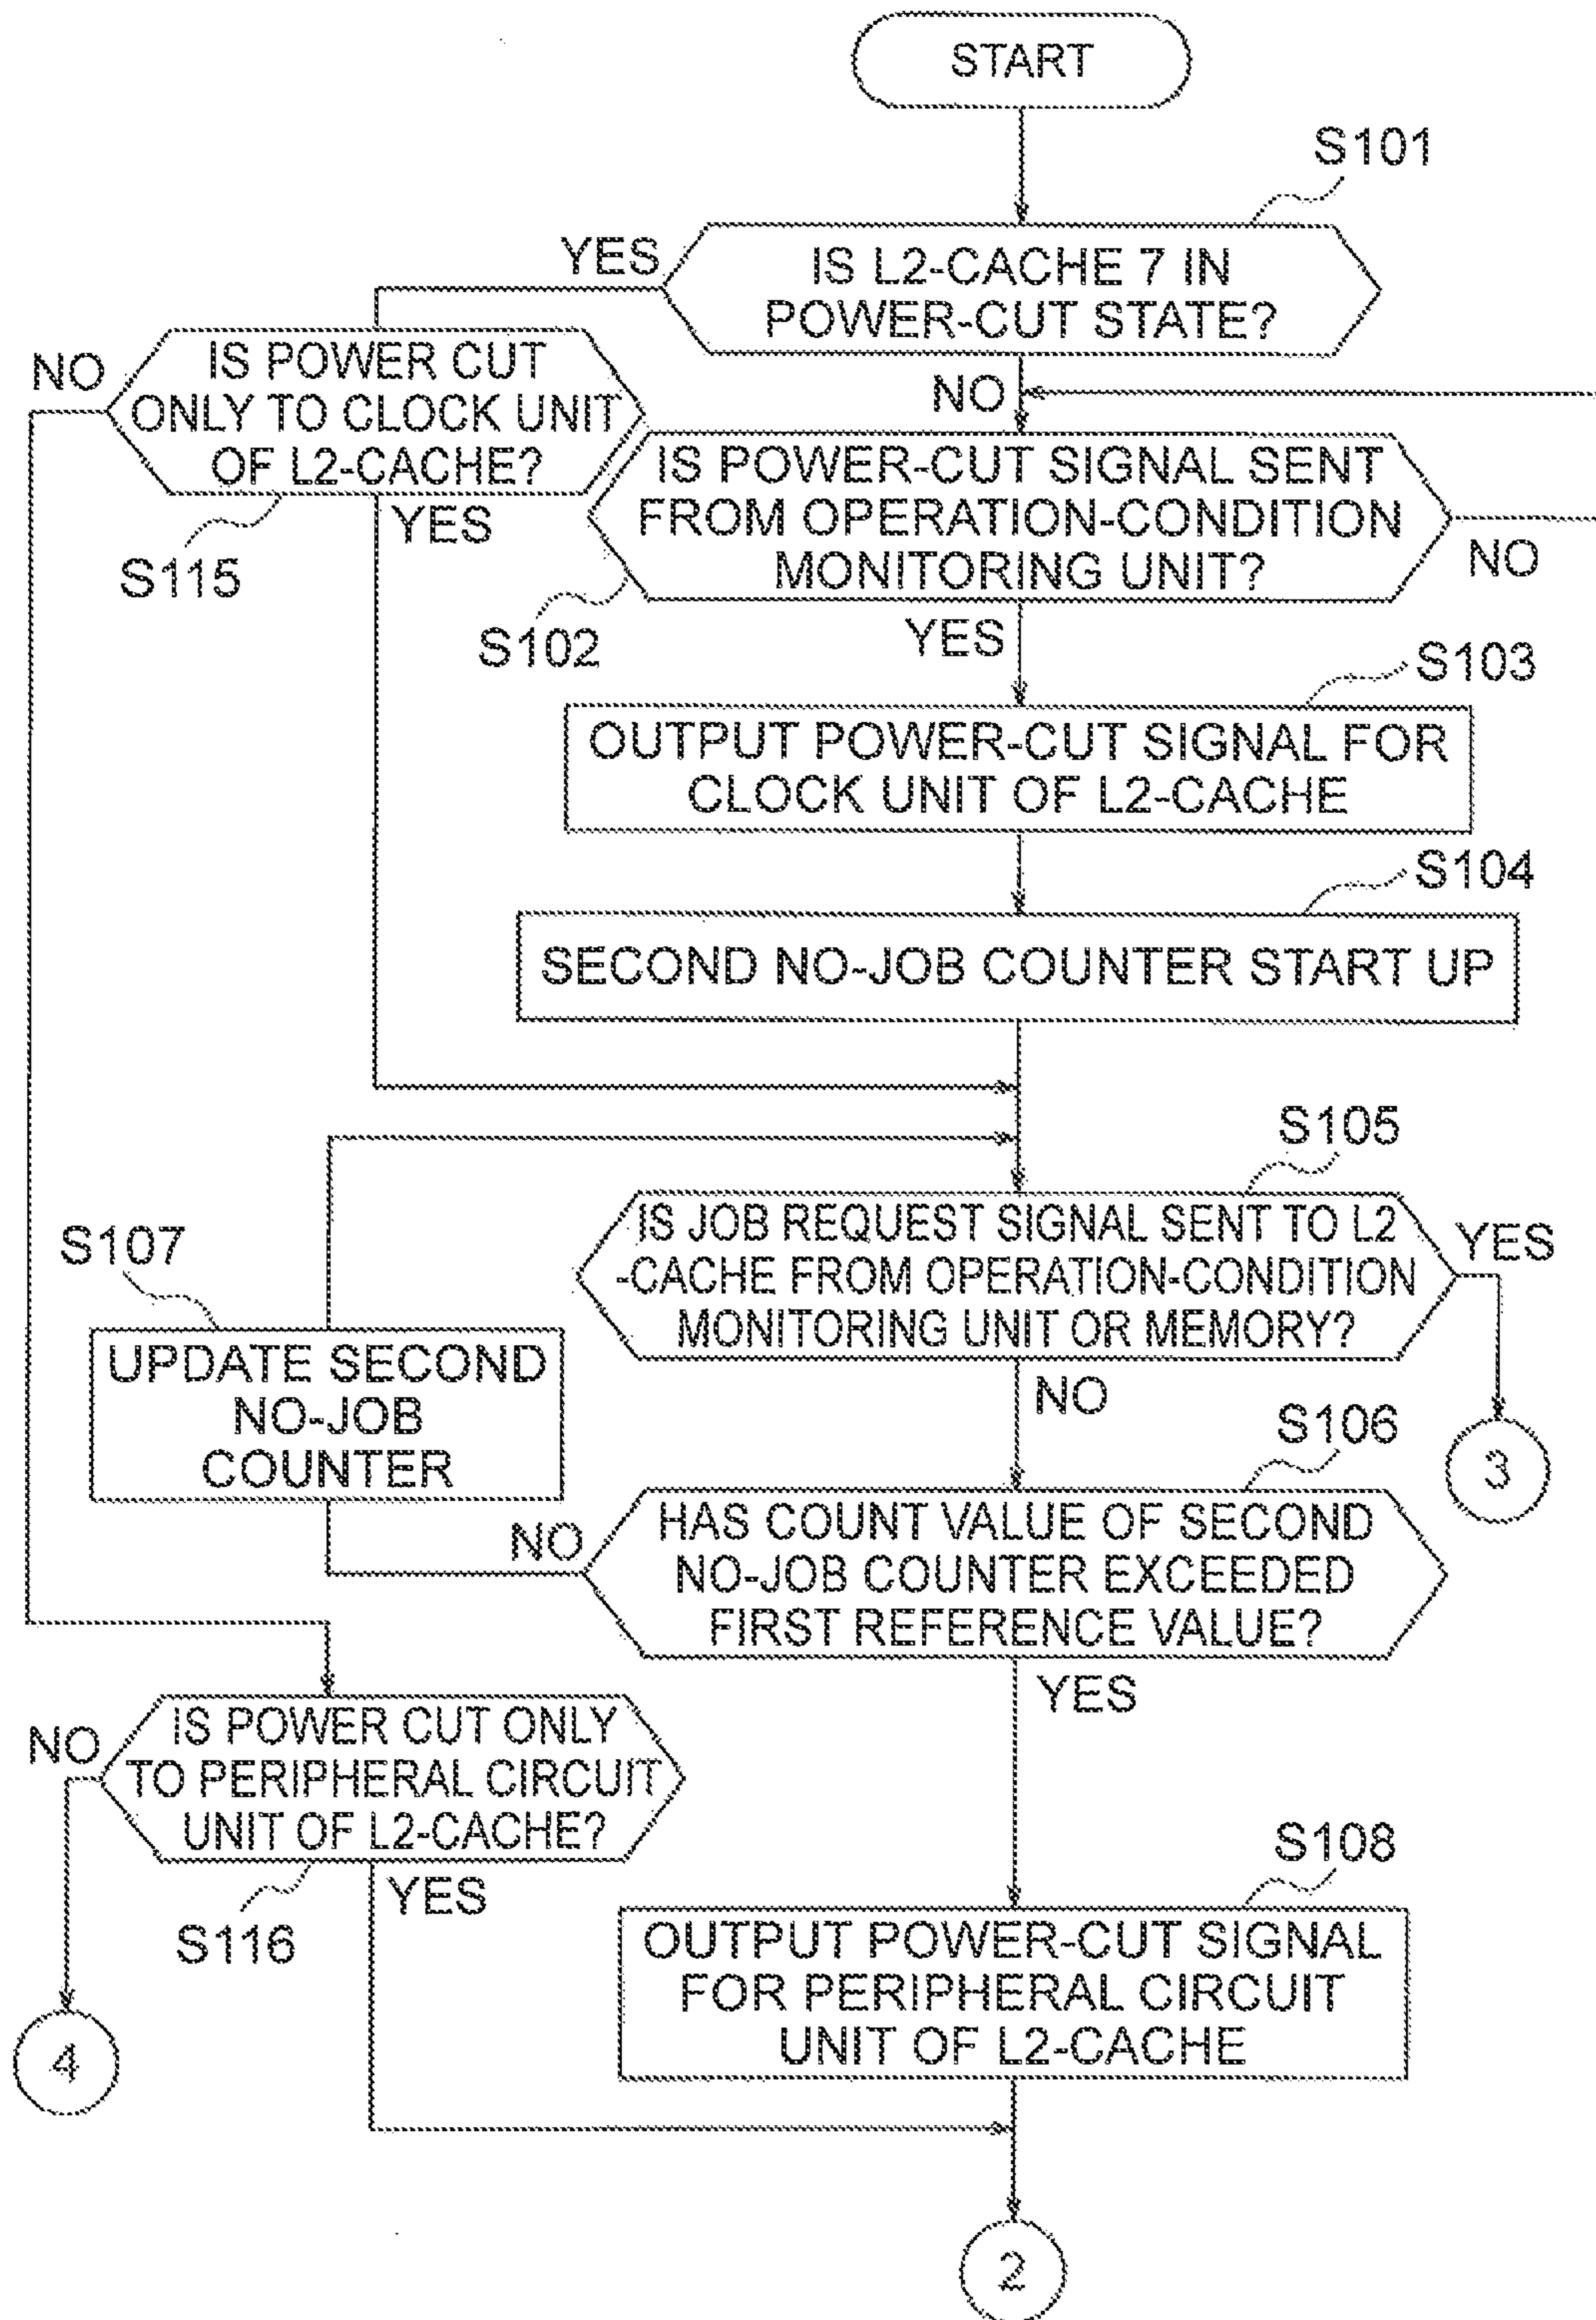 START
S101
YES
IS L2-CACHE 7 IN
POWER-CUT STATE?
NO
IS POWER CUT
ONLY TO CLOCK UNIT
OF L2-CACHE?
NO
YES
S115
IS POWER-CUT SIGNAL SENT
FROM OPERATION-CONDITION
MONITORING UNIT?
NO
S102
YES
S103
OUTPUT POWER-CUT SIGNAL FOR
CLOCK UNIT OF L2-CACHE
S104
SECOND NO-JOB COUNTER START UP
S105
IS JOB REQUEST SIGNAL SENT TO L2
-CACHE FROM OPERATION-CONDITION
MONITORING UNIT OR MEMORY?
YES
3
NO
S107
UPDATE SECOND
NO-JOB
COUNTER
S106
NO
HAS COUNT VALUE OF SECOND
NO-JOB COUNTER EXCEEDED
FIRST REFERENCE VALUE?
YES
NO
IS POWER CUT ONLY
TO PERIPHERAL CIRCUIT
UNIT OF L2-CACHE?
YES
S116
4
S108
OUTPUT POWER-CUT SIGNAL
FOR PERIPHERAL CIRCUIT
UNIT OF L2-CACHE
2